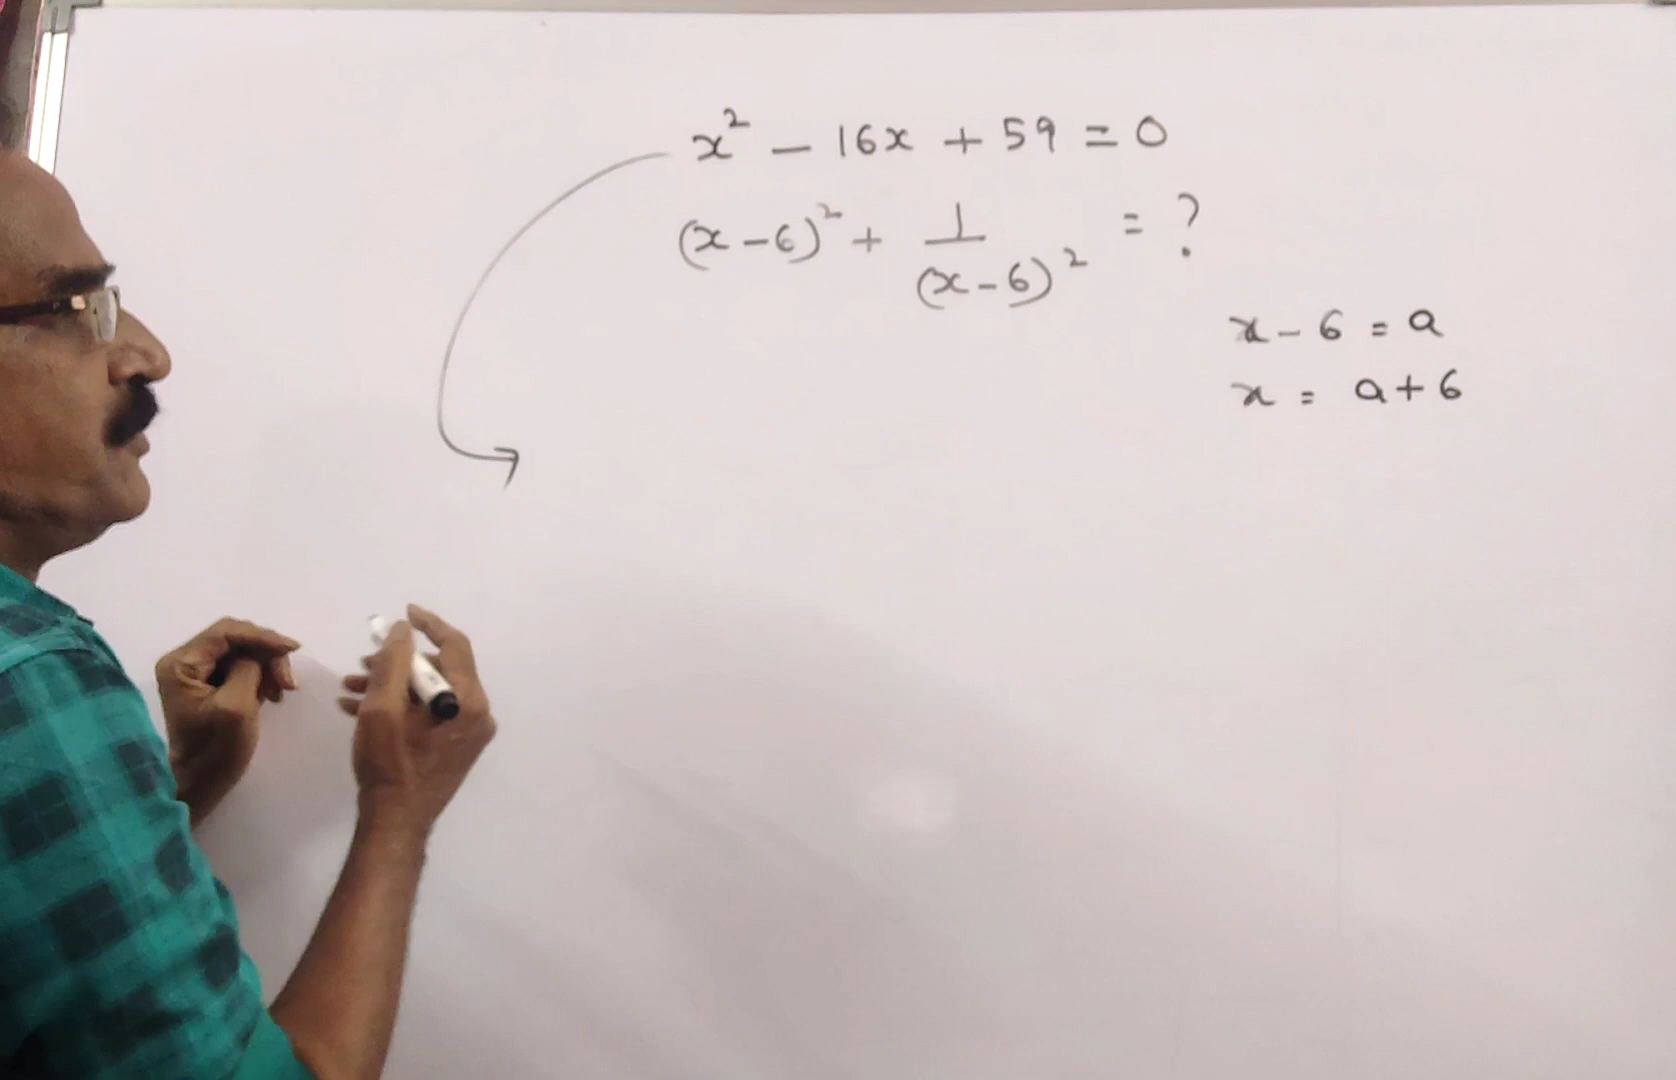 x² - 16x + 59 = 0
(x-6)² + 1/(x-6)² = ?
x - 6 = a
x = a + 6